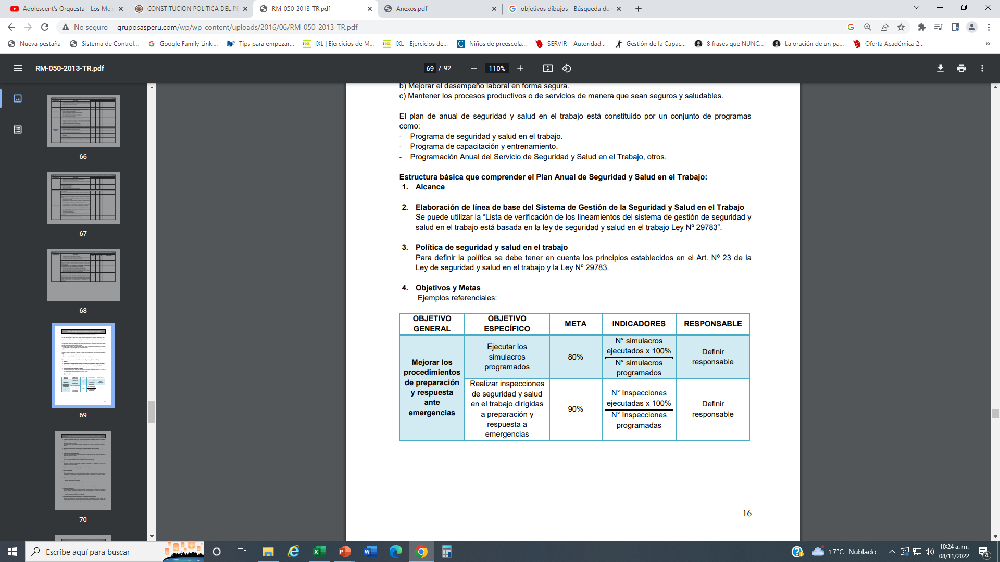 Adolescent's Orquesta - Los Mej
CONSTITUCION POLITICA DEL PE
RM-050-2013-TR.pdf
Anexos.pdf
objetivos dibujos - Búsqueda de
No seguro
gruposasperu.com/wp/wp-content/uploads/2016/06/RM-050-2013-TR.pdf
Nueva pestaña
Sistema de Control...
Google Family Link:...
Tips para empezar...
IXL | Ejercicios de M...
IXL - Ejercicios de...
Niños de preescola...
SERVIR – Autoridad...
Gestión de la Capac...
8 frases que NUNC...
La oración de un pa...
Oferta Académica 2...
RM-050-2013-TR.pdf
69 / 92
110%
66
67
68
69
70
b) Mejorar el desempeño laboral en forma segura.
c) Mantener los procesos productivos o de servicios de manera que sean seguros y saludables.
El plan de anual de seguridad y salud en el trabajo está constituido por un conjunto de programas
como:
- Programa de seguridad y salud en el trabajo.
- Programa de capacitación y entrenamiento.
- Programación Anual del Servicio de Seguridad y Salud en el Trabajo, otros.
Estructura básica que comprender el Plan Anual de Seguridad y Salud en el Trabajo:
1. Alcance
2. Elaboración de línea de base del Sistema de Gestión de la Seguridad y Salud en el Trabajo
Se puede utilizar la “Lista de verificación de los lineamientos del sistema de gestión de seguridad y
salud en el trabajo está basada en la ley de seguridad y salud en el trabajo Ley Nº 29783”.
3. Política de seguridad y salud en el trabajo
Para definir la política se debe tener en cuenta los principios establecidos en el Art. Nº 23 de la
Ley de seguridad y salud en el trabajo y la Ley Nº 29783.
4. Objetivos y Metas
Ejemplos referenciales:
OBJETIVO
GENERAL
OBJETIVO
ESPECÍFICO
META
INDICADORES
RESPONSABLE
Mejorar los
procedimientos
de preparación
y respuesta
ante
emergencias
Ejecutar los
simulacros
programados
80%
N° simulacros
ejecutados x 100%
N° simulacros
programados
Definir
responsable
Realizar inspecciones
de seguridad y salud
en el trabajo dirigidas
a preparación y
respuesta a
emergencias
90%
N° Inspecciones
ejecutadas x 100%
N° Inspecciones
programadas
Definir
responsable
16
Escribe aquí para buscar
17°C Nublado
10:24 a. m.
08/11/2022
4